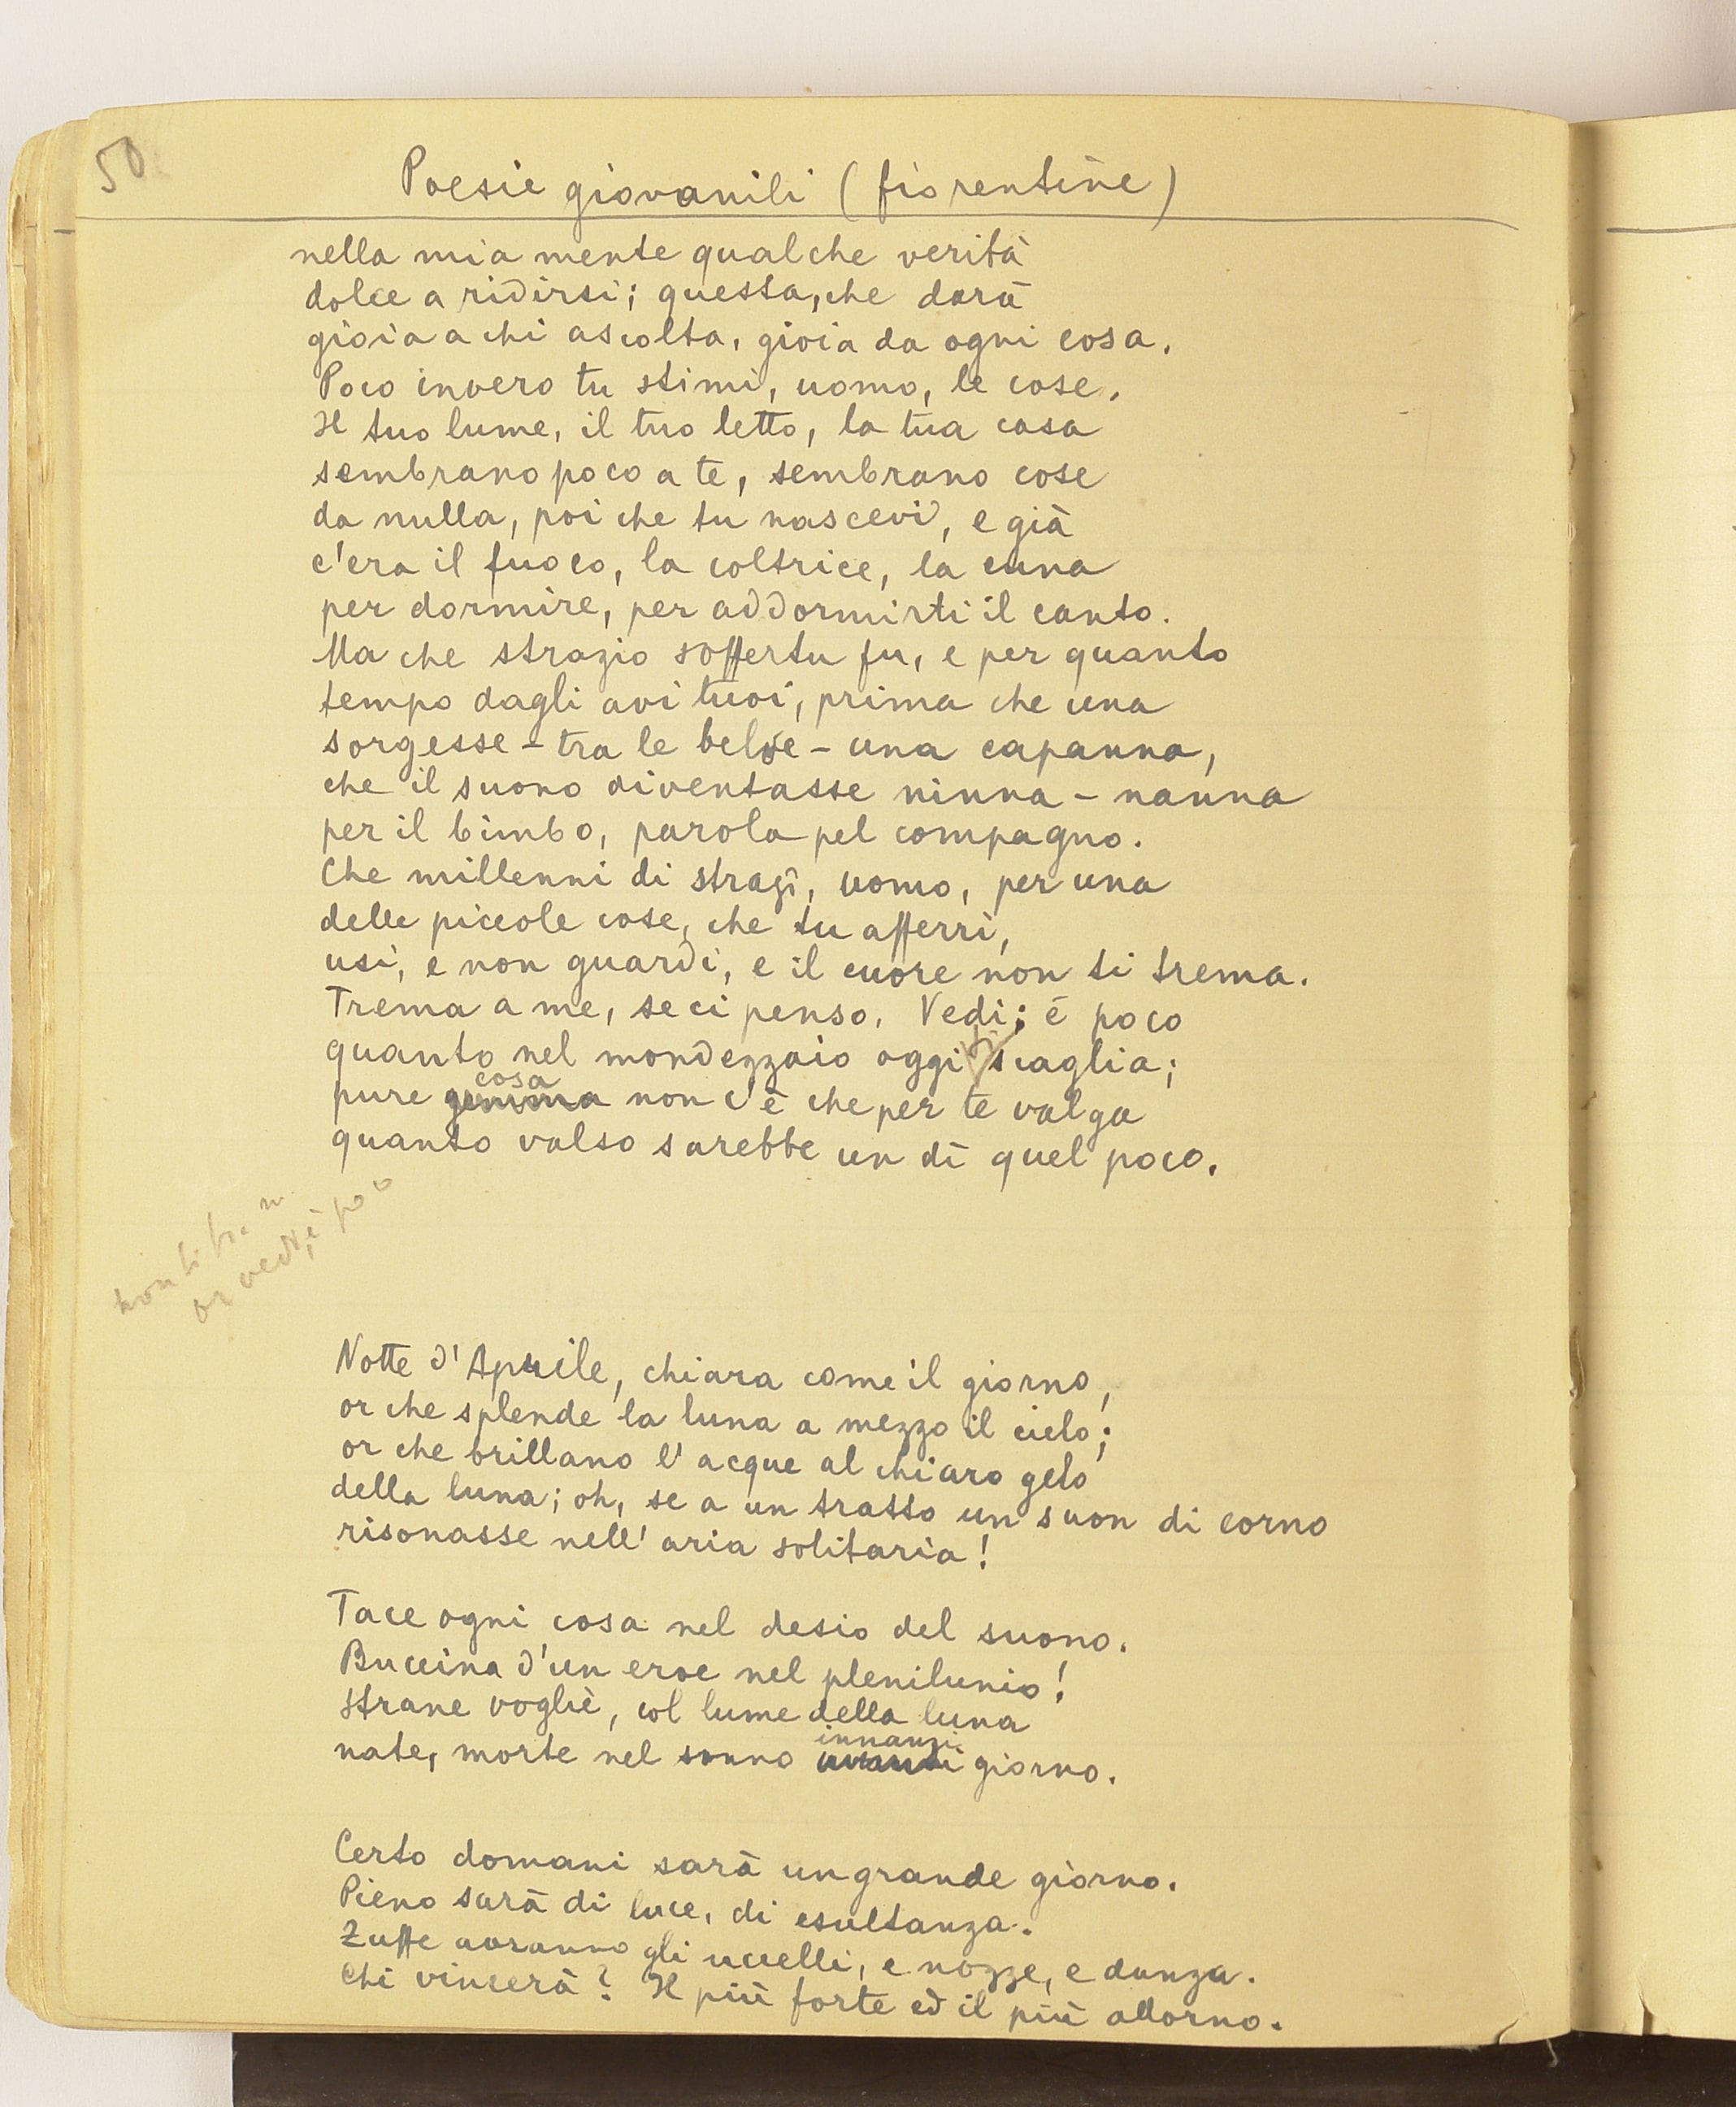 50
Poesie giovanili (fiorentine)
nella mia mente qualche verità
dolce a ridirsi; questa, che darà
gioia a chi ascolta, gioia da ogni cosa.
Poco invero tu stimi, uomo, le cose.
Il tuo lume, il tuo letto, la tua casa
sembrano poco a te, sembrano cose
da nulla, poi che tu nascevi, e già
c'era il fuoco, la coltrice, la cuna
per dormire, per addormirti il canto.
Ma che strazio soffertu fu, e per quanto
tempo dagli avi tuoi, prima che una
sorgesse - tra le belve - una capanna,
che il suono diventasse ninna - nanna
per il bimbo, parola pel compagno.
Che millenni di stragi, uomo, per una
delle piccole cose, che tu afferri,
usi, e non guardi, e il cuore non ti trema.
Trema a me, se ci penso. Vedi: è poco
quanto nel mondezzaio oggi si scaglia;
cosa
pure gemma non c'è che per te valga
quanto valso sarebbe un dì quel poco.
non ti
or vedi, è poco
Notte d'Aprile, chiara come il giorno,
or che splende la luna a mezzo il cielo;
or che brillano l'acque al chiaro gelo
della luna; oh, se a un tratto un suon di corno
risonasse nell'aria solitaria!
Tace ogni cosa nel desio del suono.
Buccina d'un eroe nel plenilunio!
strane voglie, col lume della luna
innanzi
nate, morte nel sonno avanti giorno.
Certo domani sarà un grande giorno.
Pieno sarà di luce, di esultanza.
Zuffe avranno gli uccelli, e nozze, e danza.
Chi vincerà? Il più forte ed il più adorno.